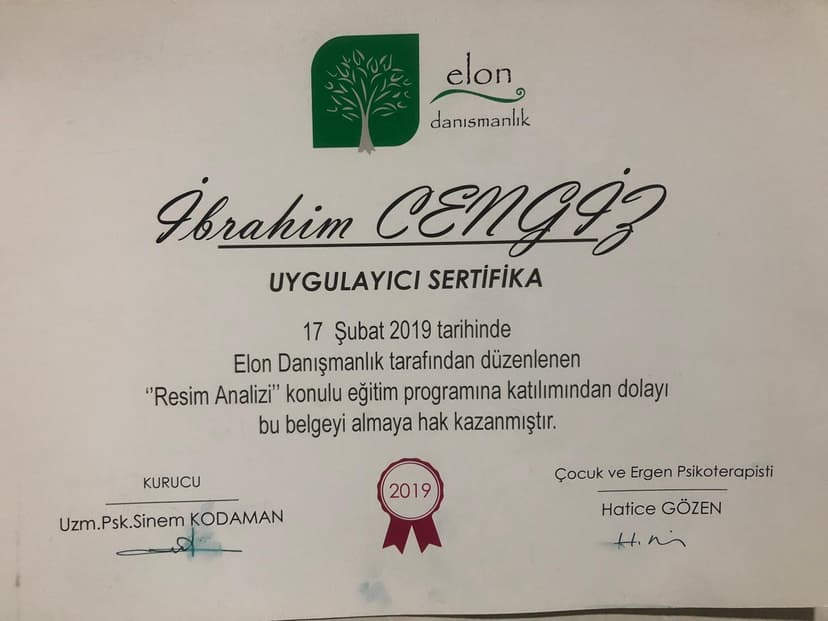 elon
danısmanlık
İbrahim CENGİZ
UYGULAYICI SERTİFİKA
17 Şubat 2019 tarihinde
Elon Danışmanlık tarafından düzenlenen
‘’Resim Analizi’’ konulu eğitim programına katılımından dolayı
bu belgeyi almaya hak kazanmıştır.
KURUCU
Uzm.Psk.Sinem KODAMAN
2019
Çocuk ve Ergen Psikoterapisti
Hatice GÖZEN